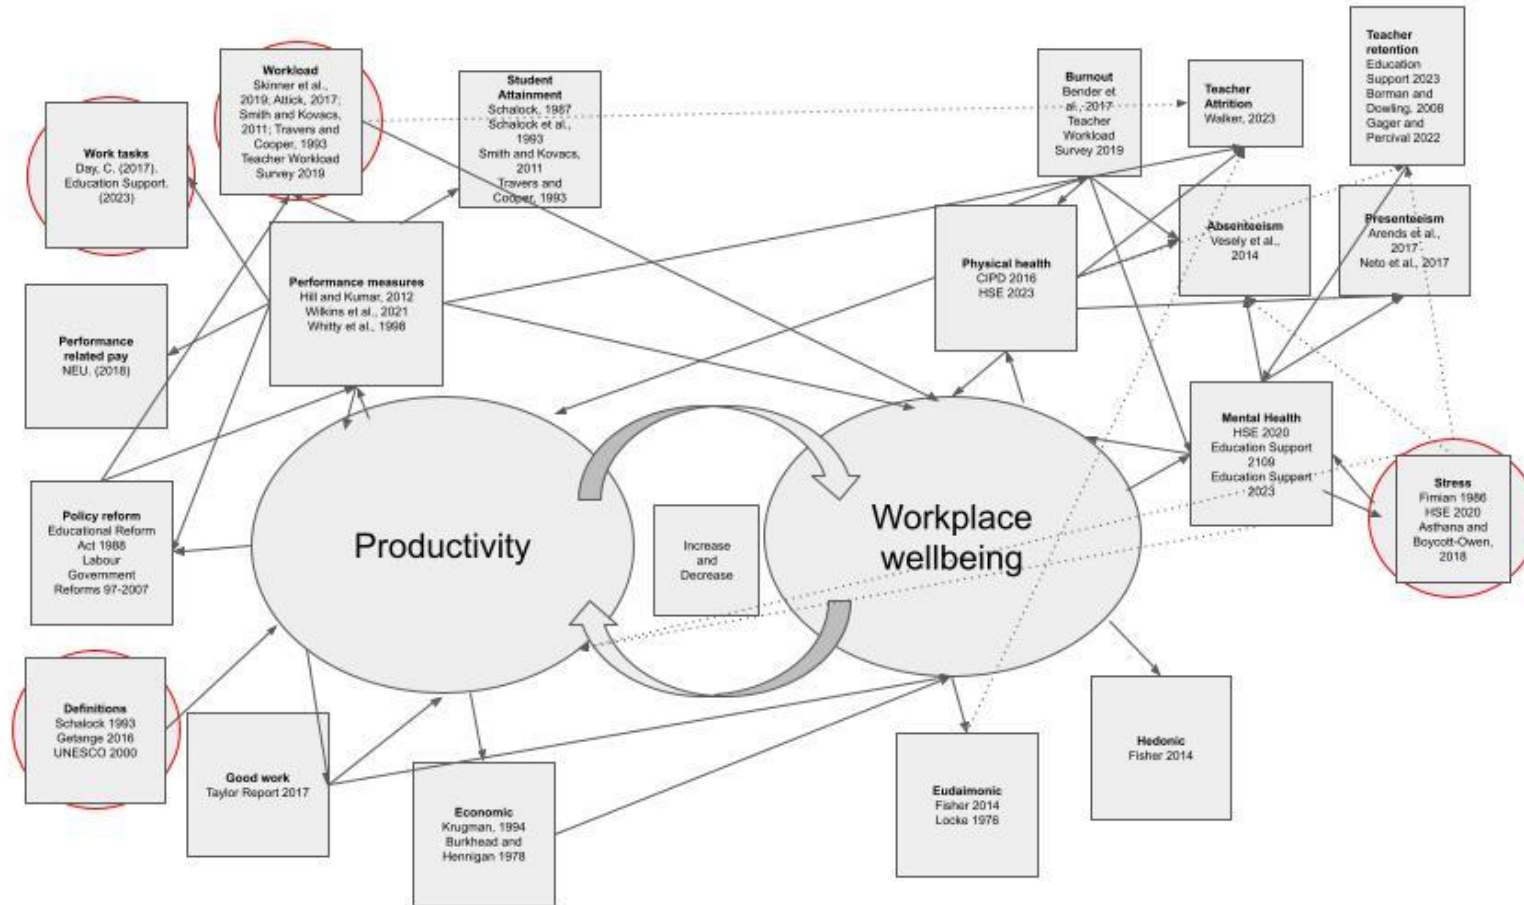 Workload
Skinner et al.,
2019; Attick, 2017;
Smith and Kovacs,
2011; Travers and
Cooper, 1993
Teacher Workload
Survey 2019
Student
Attainment
Schalock, 1987
Schalock et al.,
1993
Smith and Kovacs,
2011
Travers and
Cooper, 1993
Burnout
Bender et
al., 2017
Teacher
Workload
Survey 2019
Teacher
Attrition
Walker, 2023
Teacher
retention
Education
Support 2023
Borman and
Dowling, 2008
Gager and
Percival 2022
Work tasks
Day, C. (2017).
Education Support.
(2023)
Performance measures
Hill and Kumar, 2012
Wilkins et al., 2021
Whitty et al., 1998
Physical health
CIPD 2016
HSE 2023
Absenteeism
Vesely et al.,
2014
Presenteeism
Arends et al.,
2017
Neto et al., 2017
Performance
related pay
NEU. (2018)
Mental Health
HSE 2020
Education Support
2109
Education Support
2023
Stress
Fimian 1986
HSE 2020
Asthana and
Boycott-Owen,
2018
Policy reform
Educational Reform
Act 1988
Labour
Government
Reforms 97-2007
Productivity
Increase
and
Decrease
Workplace
wellbeing
Definitions
Schalock 1993
Getange 2016
UNESCO 2000
Good work
Taylor Report 2017
Economic
Krugman, 1994
Burkhead and
Hennigan 1978
Eudaimonic
Fisher 2014
Locke 1976
Hedonic
Fisher 2014